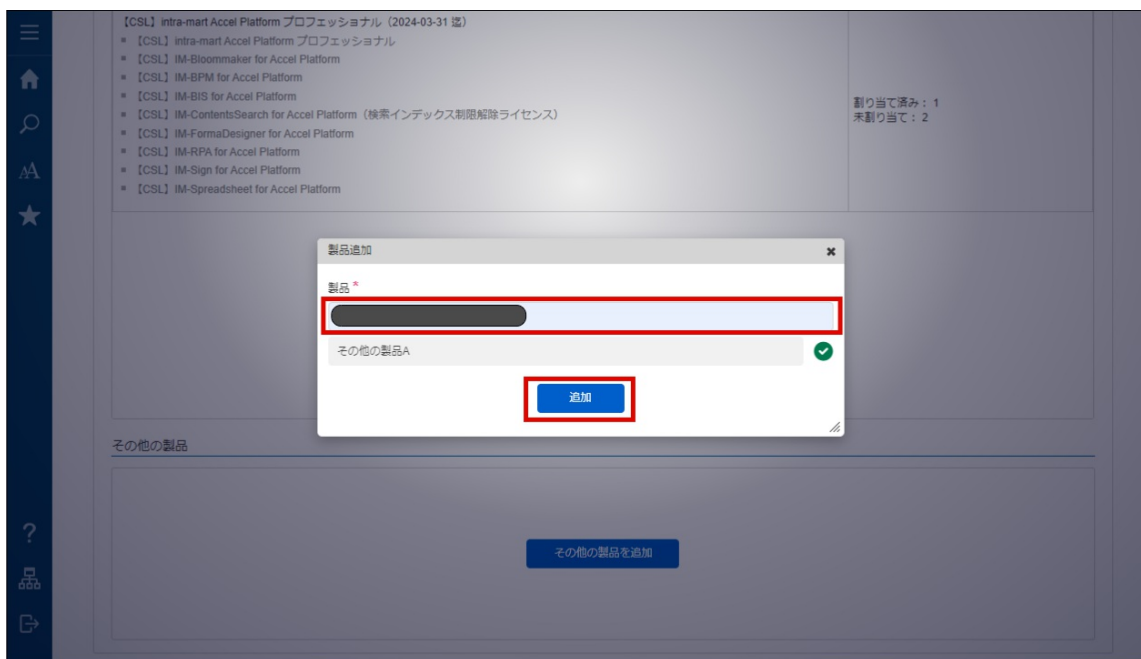 【CSL】intra-mart Accel Platform プロフェッショナル（2024-03-31 迄）
【CSL】intra-mart Accel Platform プロフェッショナル
【CSL】IM-Bloommaker for Accel Platform
【CSL】IM-BPM for Accel Platform
【CSL】IM-BIS for Accel Platform
【CSL】IM-ContentsSearch for Accel Platform（検索インデックス制限解除ライセンス）
【CSL】IM-FormaDesigner for Accel Platform
【CSL】IM-RPA for Accel Platform
【CSL】IM-Sign for Accel Platform
【CSL】IM-Spreadsheet for Accel Platform
割り当て済み： 1
未割り当て： 2
製品追加
製品 *
その他の製品A
追加
その他の製品
その他の製品を追加